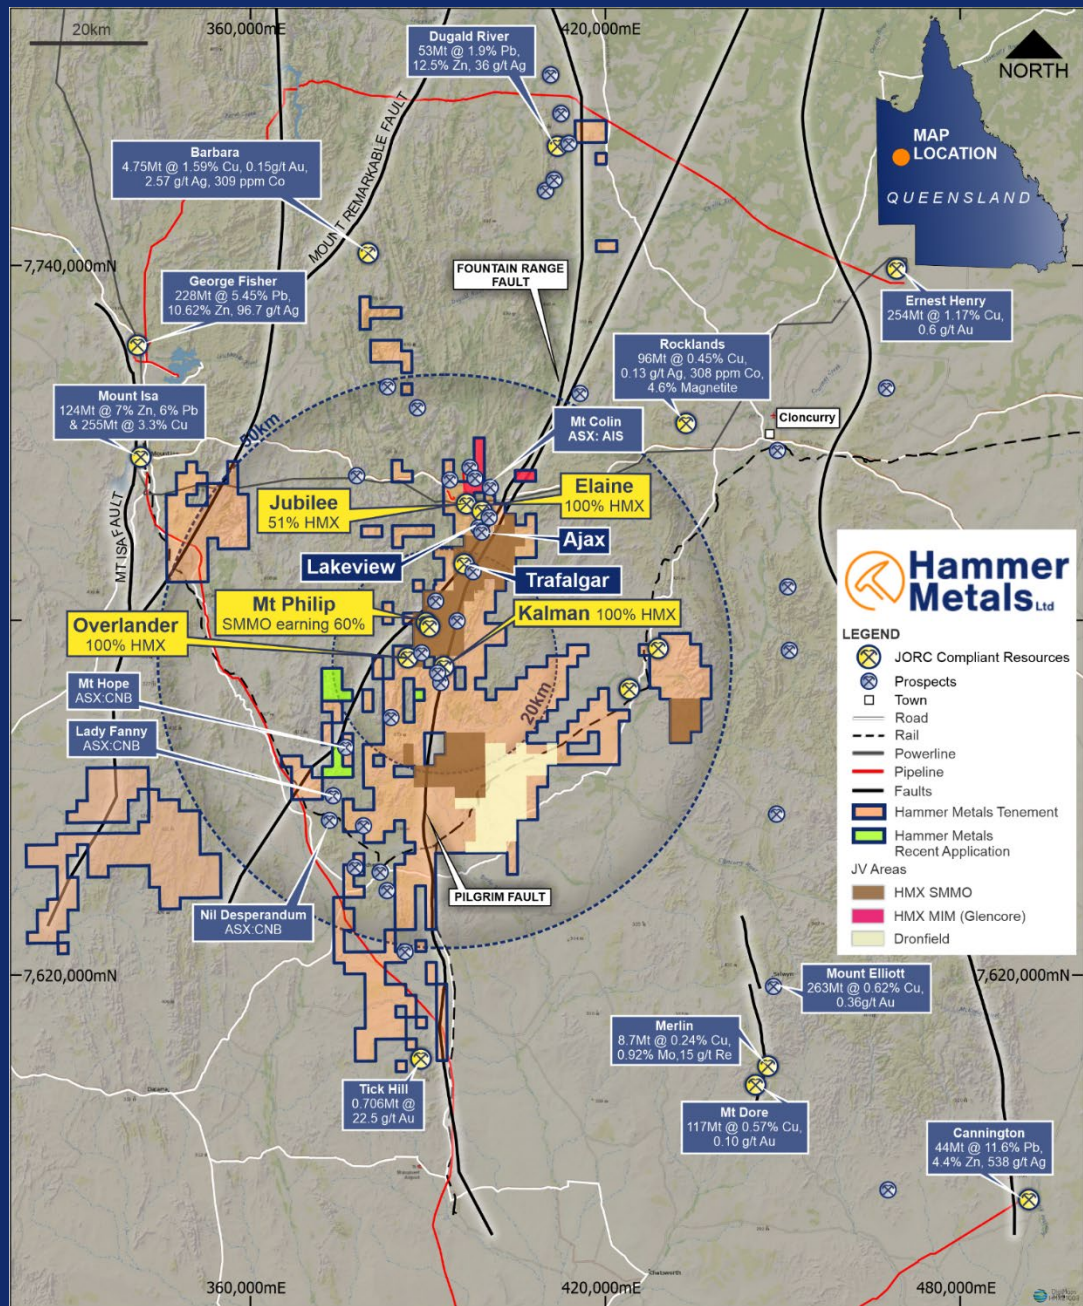 20km
360,000mE
420,000mE
Dugald River
53Mt @ 1.9% Pb,
12.5% Zn, 36 g/t Ag
NORTH
MAP
LOCATION
QUEENSLAND
MOUNT REMARKABLE FAULT
Barbara
4.75Mt @ 1.59% Cu, 0.15g/t Au,
2.57 g/t Ag, 309 ppm Co
7,740,000mN
FOUNTAIN RANGE
FAULT
George Fisher
228Mt @ 5.45% Pb,
10.62% Zn, 96.7 g/t Ag
Ernest Henry
254Mt @ 1.17% Cu,
0.6 g/t Au
Rocklands
96Mt @ 0.45% Cu,
0.13 g/t Ag, 308 ppm Co,
4.6% Magnetite
Mount Isa
124Mt @ 7% Zn, 6% Pb
& 255Mt @ 3.3% Cu
50km
Mt Colin
ASX: AIS
Cloncurry
MT ISA FAULT
Jubilee
51% HMX
Elaine
100% HMX
Ajax
Lakeview
Trafalgar
Mt Philip
SMMO earning 60%
Kalman 100% HMX
Overlander
100% HMX
Mt Hope
ASX:CNB
20km
Lady Fanny
ASX:CNB
Nil Desperandum
ASX:CNB
PILGRIM FAULT
Hammer
Metals Ltd
LEGEND
JORC Compliant Resources
Prospects
Town
Road
Rail
Powerline
Pipeline
Faults
Hammer Metals Tenement
Hammer Metals
Recent Application
JV Areas
HMX SMMO
HMX MIM (Glencore)
Dronfield
7,620,000mN
7,620,000mN
Mount Elliott
263Mt @ 0.62% Cu,
0.36g/t Au
Merlin
8.7Mt @ 0.24% Cu,
0.92% Mo,15 g/t Re
Tick Hill
0.706Mt @
22.5 g/t Au
Mt Dore
117Mt @ 0.57% Cu,
0.10 g/t Au
Cannington
44Mt @ 11.6% Pb,
4.4% Zn, 538 g/t Ag
360,000mE
420,000mE
480,000mE